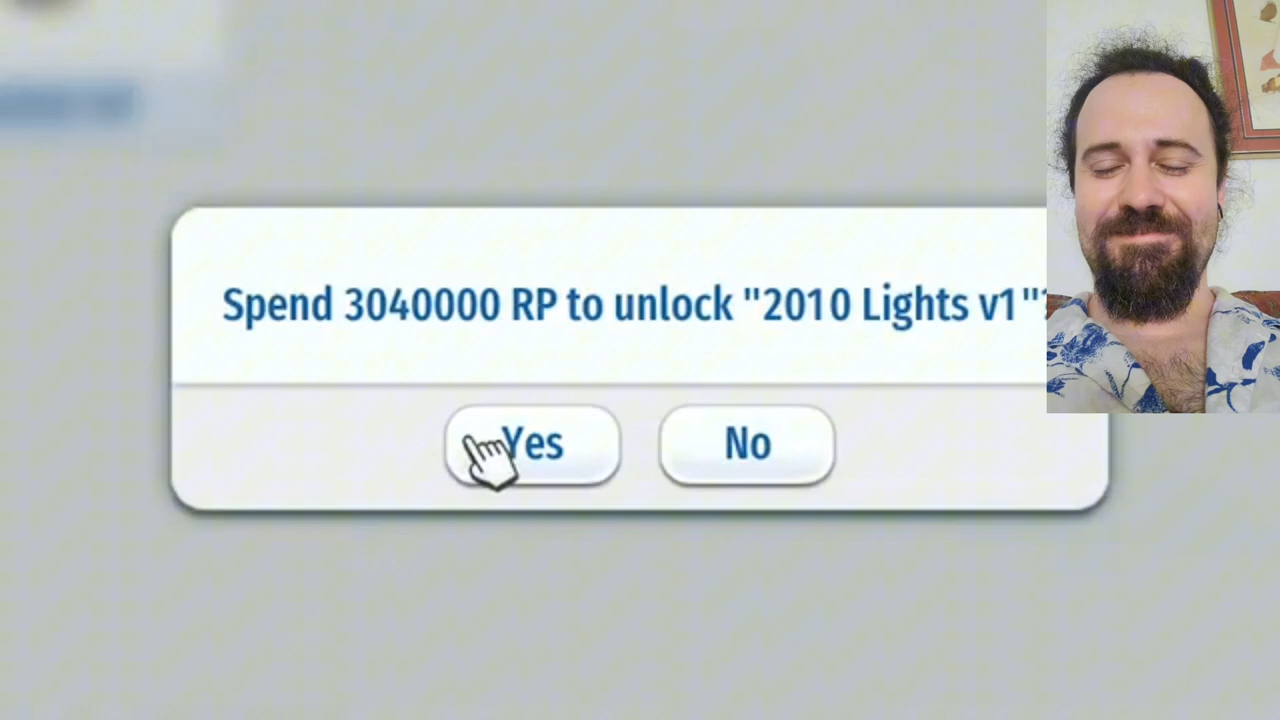 Spend 3040000 RP to unlock "2010 Lights v1"?
Yes
No